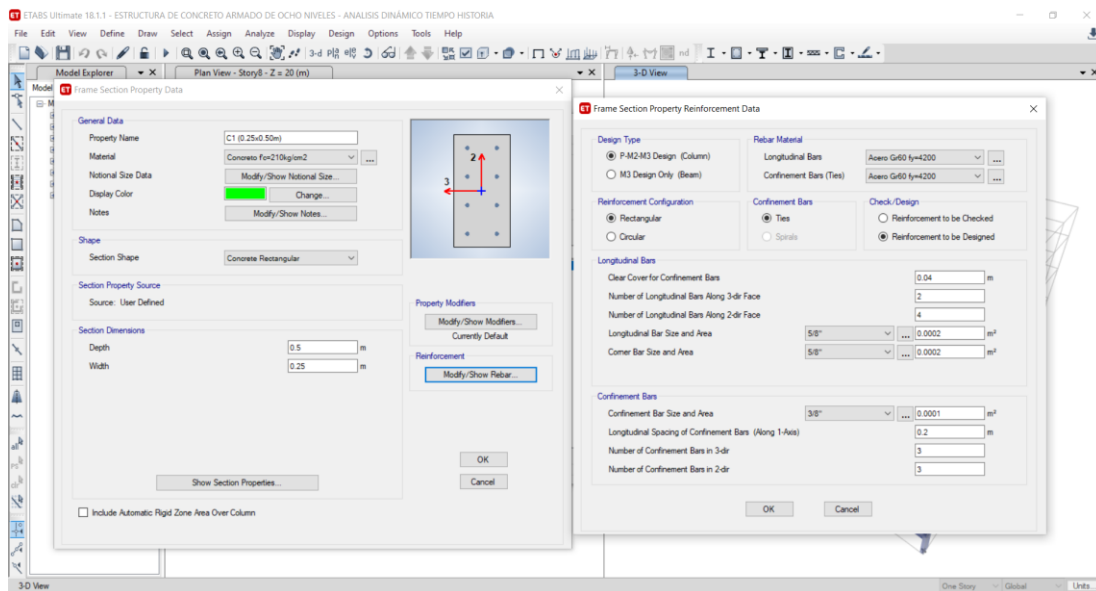 ETABS Ultimate 18.1.1 - ESTRUCTURA DE CONCRETO ARMADO DE OCHO NIVELES - ANALISIS DINÁMICO TIEMPO HISTORIA
File Edit View Define Draw Select Assign Analyze Display Design Options Tools Help
3-d nd
Model Explorer
Plan View - Story8 - Z = 20 (m)
3-D View
Model
ET Frame Section Property Data
General Data
Property Name C1 (0.25x0.50m)
Material Concreto f'c=210kg/cm2 ...
Notional Size Data Modify/Show Notional Size...
Display Color Change...
Notes Modify/Show Notes...
Shape
Section Shape Concrete Rectangular
Section Property Source
Source: User Defined
Section Dimensions
Depth 0.5 m
Width 0.25 m
Show Section Properties...
Include Automatic Rigid Zone Area Over Column
2
3
Property Modifiers
Modify/Show Modifiers...
Currently Default
Reinforcement
Modify/Show Rebar...
OK
Cancel
ET Frame Section Property Reinforcement Data
Design Type
P-M2-M3 Design (Column)
M3 Design Only (Beam)
Rebar Material
Longitudinal Bars Acero Gr60 fy=4200 ...
Confinement Bars (Ties) Acero Gr60 fy=4200 ...
Reinforcement Configuration
Rectangular
Circular
Confinement Bars
Ties
Spirals
Check/Design
Reinforcement to be Checked
Reinforcement to be Designed
Longitudinal Bars
Clear Cover for Confinement Bars 0.04 m
Number of Longitudinal Bars Along 3-dir Face 2
Number of Longitudinal Bars Along 2-dir Face 4
Longitudinal Bar Size and Area 5/8" ... 0.0002 m²
Corner Bar Size and Area 5/8" ... 0.0002 m²
Confinement Bars
Confinement Bar Size and Area 3/8" ... 0.0001 m²
Longitudinal Spacing of Confinement Bars (Along 1-Axis) 0.2 m
Number of Confinement Bars in 3-dir 3
Number of Confinement Bars in 2-dir 3
OK Cancel
3-D View
One Story Global Units...